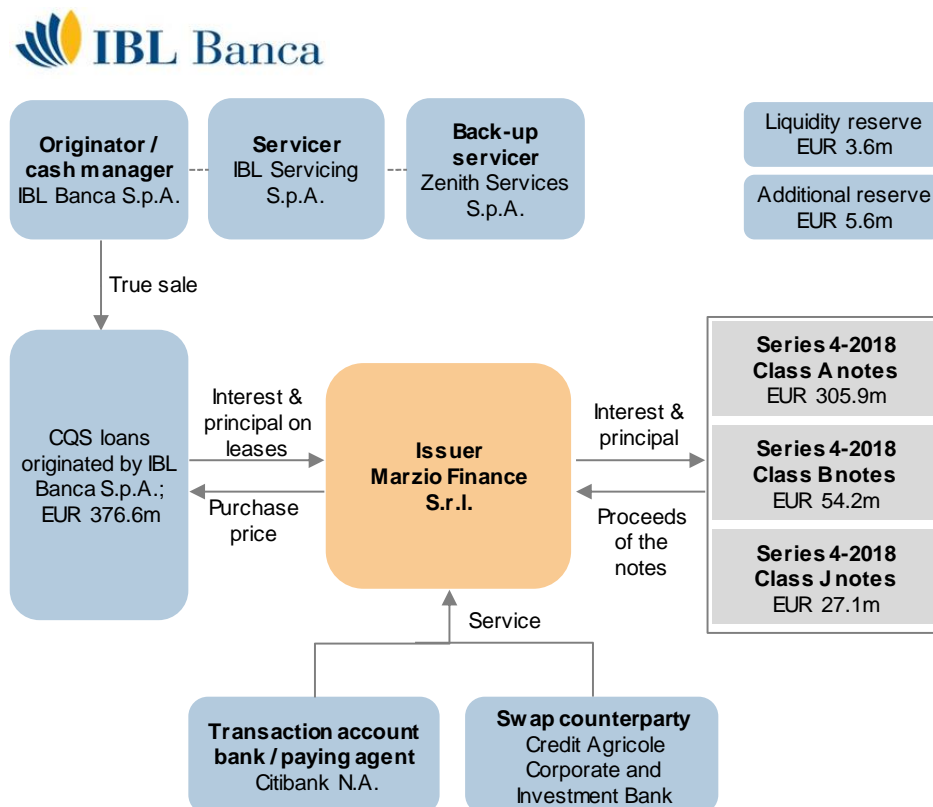 IBL Banca
Originator /
cash manager
IBL Banca S.p.A.
Servicer
IBL Servicing
S.p.A.
Back-up
servicer
Zenith Services
S.p.A.
Liquidity reserve
EUR 3.6m
Additional reserve
EUR 5.6m
True sale
CQS loans
originated by IBL
Banca S.p.A.;
EUR 376.6m
Interest &
principal on
leases
Purchase
price
Issuer
Marzio Finance
S.r.l.
Interest &
principal
Proceeds
of the
notes
Series 4-2018
Class A notes
EUR 305.9m
Series 4-2018
Class B notes
EUR 54.2m
Series 4-2018
Class J notes
EUR 27.1m
Service
Transaction account
bank / paying agent
Citibank N.A.
Swap counterparty
Credit Agricole
Corporate and
Investment Bank